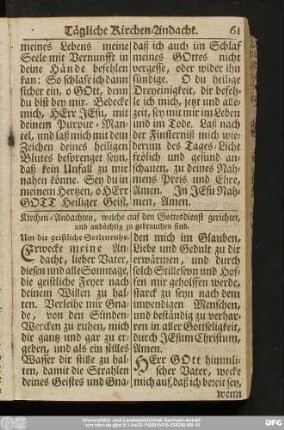 Tägliche Kirchen-Andacht. 61
meines Lebens meine
Seele mit Vernunfft in
deine Hände befehlen
kan: So schlafe ich dann
sicher ein, o GOtt, denn
du bist bey mir. Bedecke
mich, HErr JEsu, mit
deinem Purpur-Man-
tel, und laß mich mit dem
Zeichen deines heiligen
Blutes besprenget seyn,
daß kein Unfall zu mir
nahen könne. Sey du in
meinem Hertzen, o HErr
GOTT Heiliger Geist,
daß ich auch im Schlaf
meines GOttes nicht
vergesse, oder wider ihn
sündige. O du heilige
Dreyeinigkeit, dir befeh-
le ich mich, jetzt und alle-
zeit, sey mit mir im Leben
und im Tode. Laß nach
der Finsterniß mich wie-
derum des Tages-Licht
frölich und gesund an-
schauen, zu deines Nah-
mens Preis und Ehre,
Amen. In JEsu Nah-
men, Amen.
Kirchen-Andachten, welche auf den Gottesdienst gerichtet,
und andächtig zu gebrauchen sind.
Um die geistliche Seelenruhe.
Erwecke meine An-
dacht, lieber Vater,
diesen und alle Sonntage,
die geistliche Feyer nach
deinem Willen zu hal-
ten. Verleihe mir Gna-
de, von den Sünden-
Wercken zu ruhen, mich
dir gantz und gar zu er-
geben, und als ein stilles
Wasser dir stille zu hal-
ten, damit die Strahlen
deines Geistes und Gna-
den mich im Glauben,
Liebe und Gedult zu dir
erwärmen, und durch
solch Stilleseyn und Hof-
fen mir geholffen werde,
starck zu seyn nach dem
inwendigen Menschen,
und beständig zu verhar-
ren in aller Gottseligkeit,
durch JEsum Christum,
Amen.
HErr GOtt himmli-
scher Vater, wecke
mich auf, daß ich bereit sey,
wenn